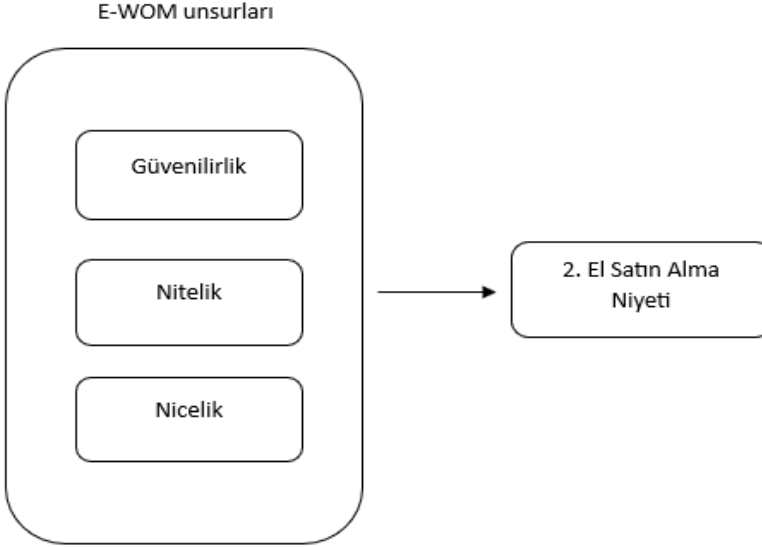 E-WOM unsurları
Güvenilirlik
Nitelik
Nicelik
2. El Satın Alma
Niyeti